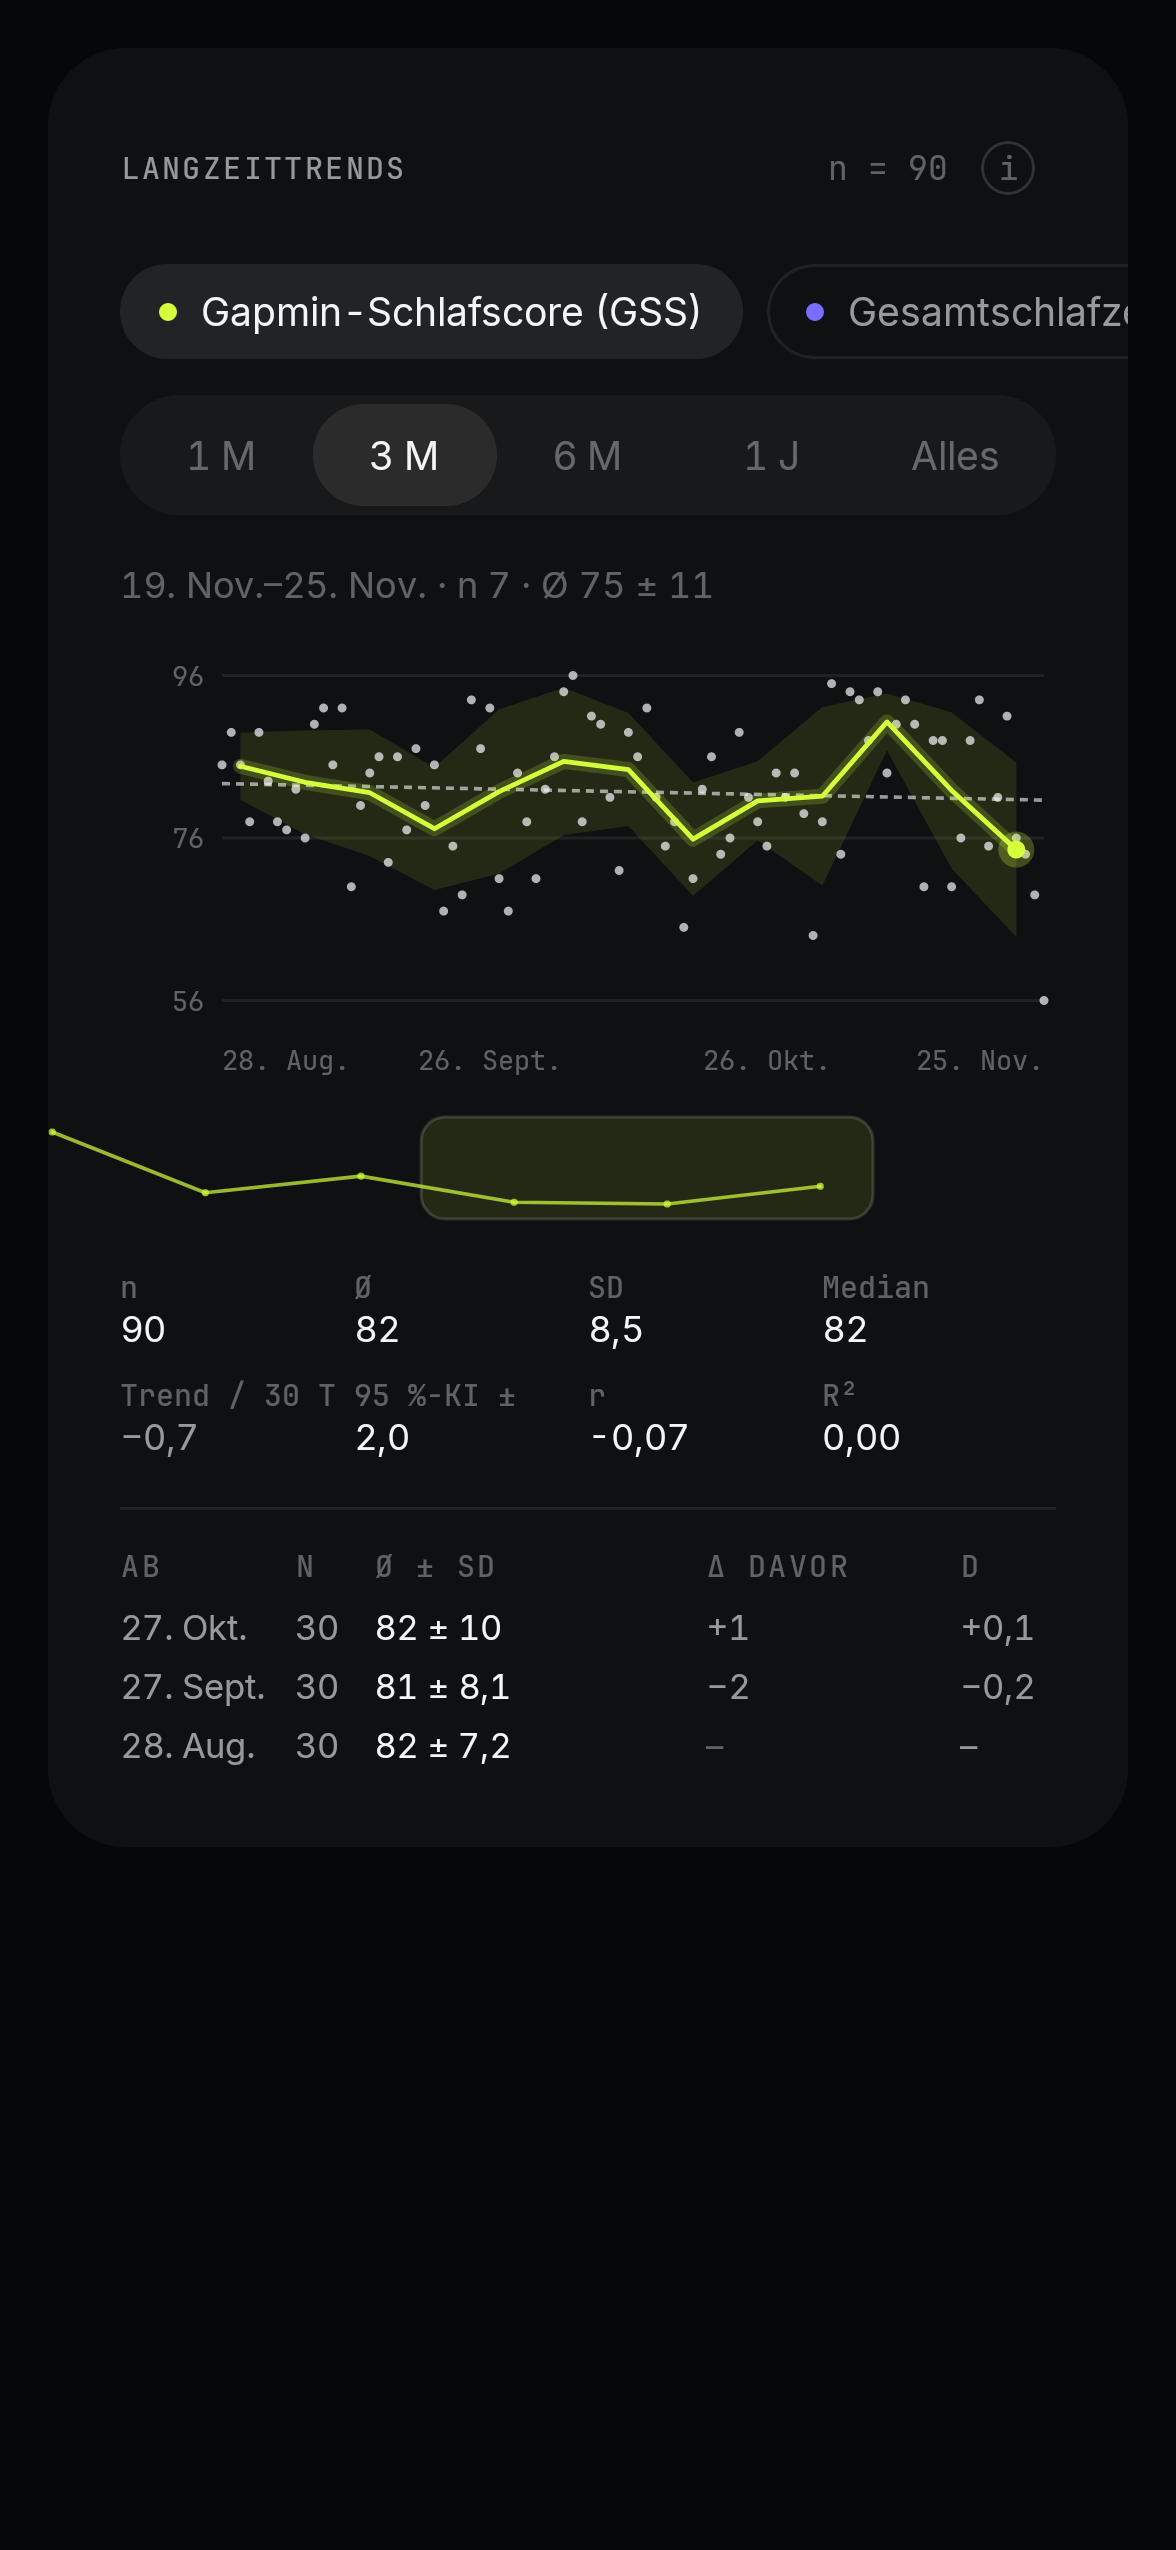 LANGZEITTRENDS n = 90 i
Gapmin-Schlafscore (GSS) Gesamtschlafze
1 M 3 M 6 M 1 J Alles
19. Nov.–25. Nov. · n 7 · Ø 75 ± 11
96
76
56
28. Aug. 26. Sept. 26. Okt. 25. Nov.
n Ø SD Median
90 82 8,5 82
Trend / 30 T 95 %-KI ± r R²
−0,7 2,0 -0,07 0,00
AB N Ø ± SD Δ DAVOR D
27. Okt. 30 82 ± 10 +1 +0,1
27. Sept. 30 81 ± 8,1 −2 −0,2
28. Aug. 30 82 ± 7,2 – –